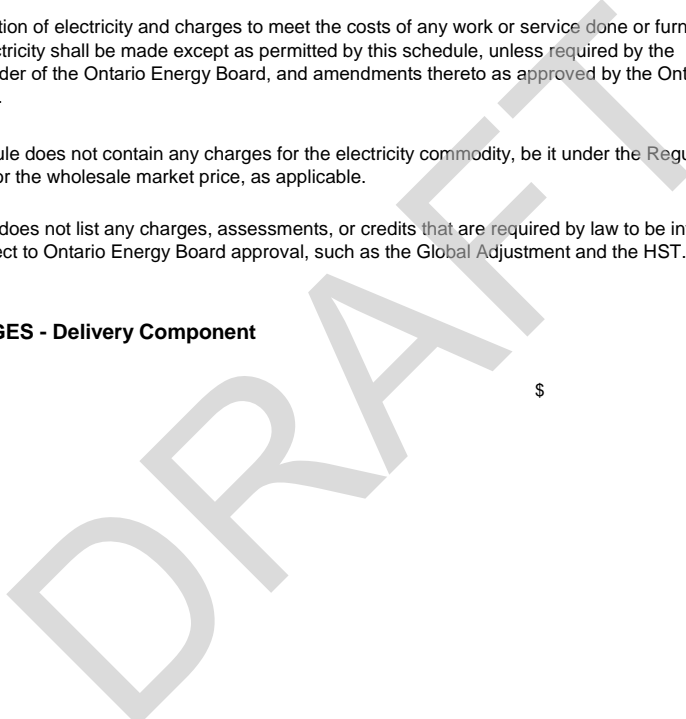 tion of electricity and charges to meet the costs of any work or service done or furn
ctricity shall be made except as permitted by this schedule, unless required by the
der of the Ontario Energy Board, and amendments thereto as approved by the Ont
.
ule does not contain any charges for the electricity commodity, be it under the Regu
or the wholesale market price, as applicable.
does not list any charges, assessments, or credits that are required by law to be in
ect to Ontario Energy Board approval, such as the Global Adjustment and the HST.
GES - Delivery Component
$
DRAFT